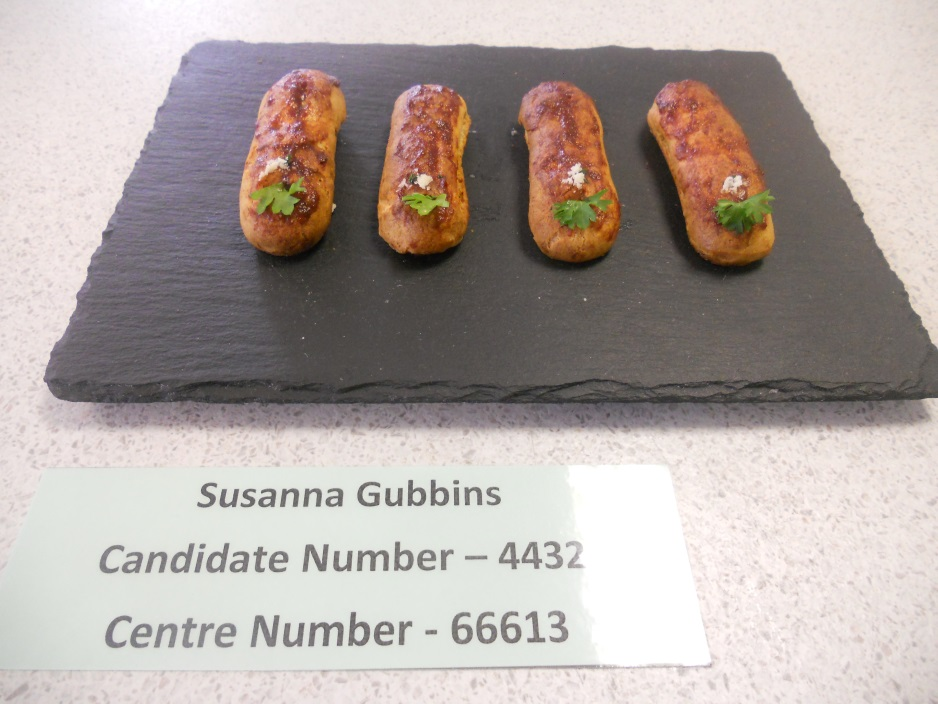 Susanna Gubbins
Candidate Number – 4432
Centre Number - 66613